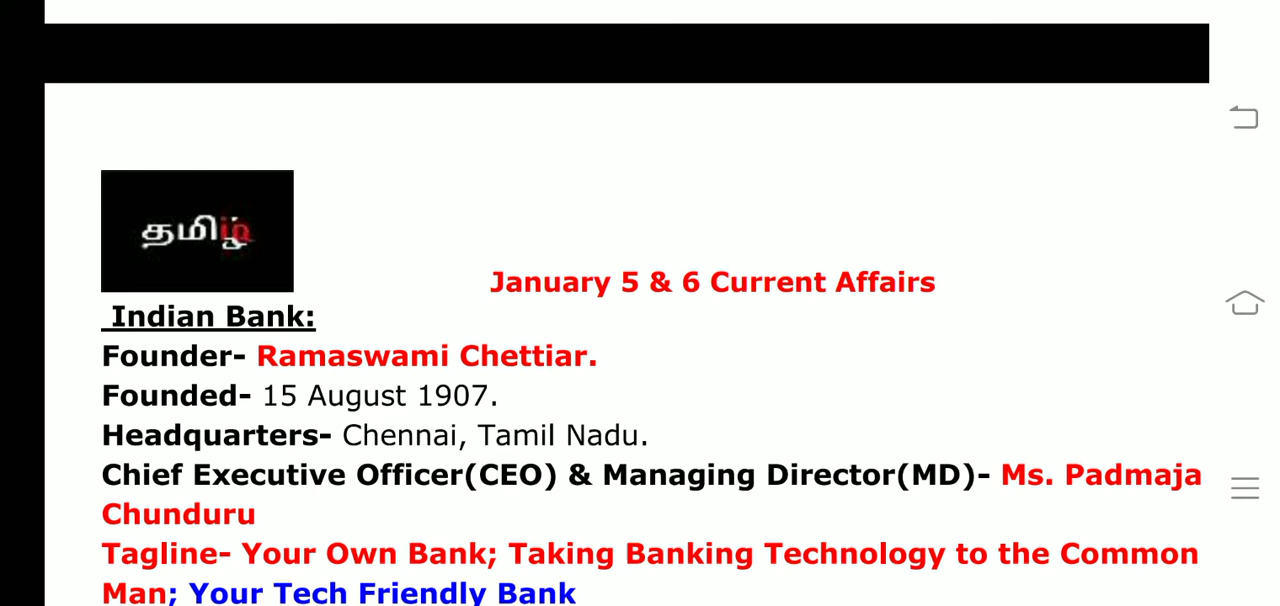 தமிழ்
January 5 & 6 Current Affairs
Indian Bank:
Founder- Ramaswami Chettiar.
Founded- 15 August 1907.
Headquarters- Chennai, Tamil Nadu.
Chief Executive Officer(CEO) & Managing Director(MD)- Ms. Padmaja
Chunduru
Tagline- Your Own Bank; Taking Banking Technology to the Common
Man; Your Tech Friendly Bank